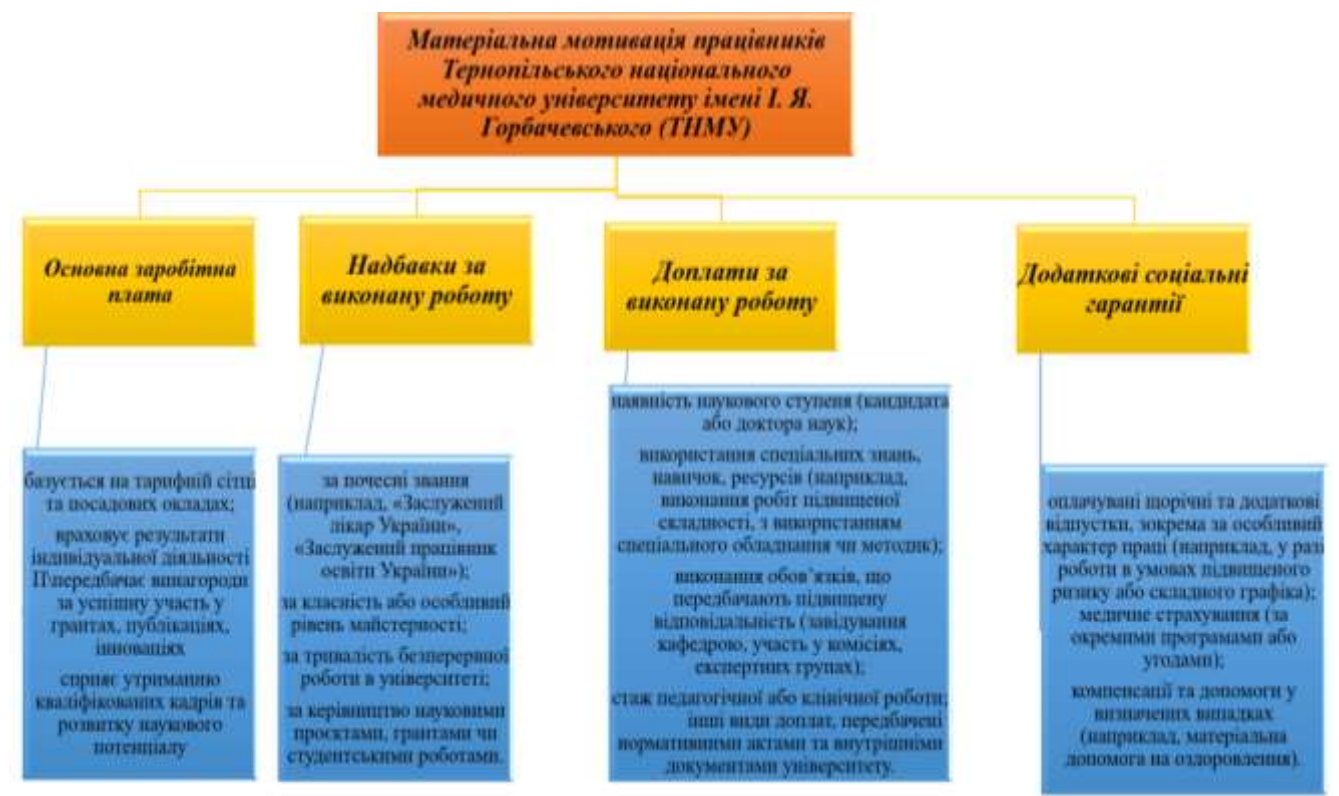 Матеріальна мотивація працівників
Тернопільського національного
медичного університету імені І. Я.
Горбачевського (ТНМУ)
Основна заробітна
плата
базується на тарифній сітці
та посадових окладах;
враховує результати
індивідуальної діяльності
ІІ\передбачає винагороди
за успішну участь у
грантах, публікаціях,
інноваціях
сприяє утриманню
кваліфікованих кадрів та
розвитку наукового
потенціалу
Надбавки за
виконану роботу
за почесні звання
(наприклад, «Заслужений
лікар України»,
«Заслужений працівник
освіти України»);
за класність або особливий
рівень майстерності;
за тривалість безперервної
роботи в університеті;
за керівництво науковими
проєктами, грантами чи
студентськими роботами.
Доплати за
виконану роботу
наявність наукового ступеня (кандидата
або доктора наук);
використання спеціальних знань,
навичок, ресурсів (наприклад,
виконання робіт підвищеної
складності, з використанням
спеціального обладнання чи методик);
виконання обов’язків, що
передбачають підвищену
відповідальність (завідування
кафедрою, участь у комісіях,
експертних групах);
стаж педагогічної або клінічної роботи;
інші види доплат, передбачені
нормативними актами та внутрішніми
документами університету.
Додаткові соціальні
гарантії
оплачувані щорічні та додаткові
відпустки, зокрема за особливий
характер праці (наприклад, у разі
роботи в умовах підвищеного
ризику або складного графіка);
медичне страхування (за
окремими програмами або
угодами);
компенсації та допомоги у
визначених випадках
(наприклад, матеріальна
допомога на оздоровлення).